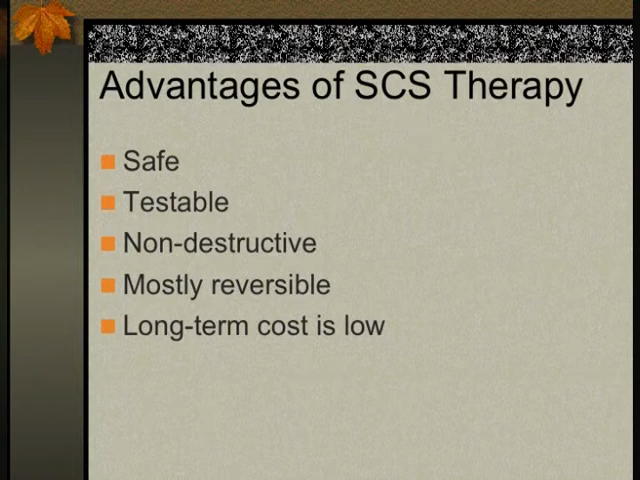 Advantages of SCS Therapy
Safe
Testable
Non-destructive
Mostly reversible
Long-term cost is low